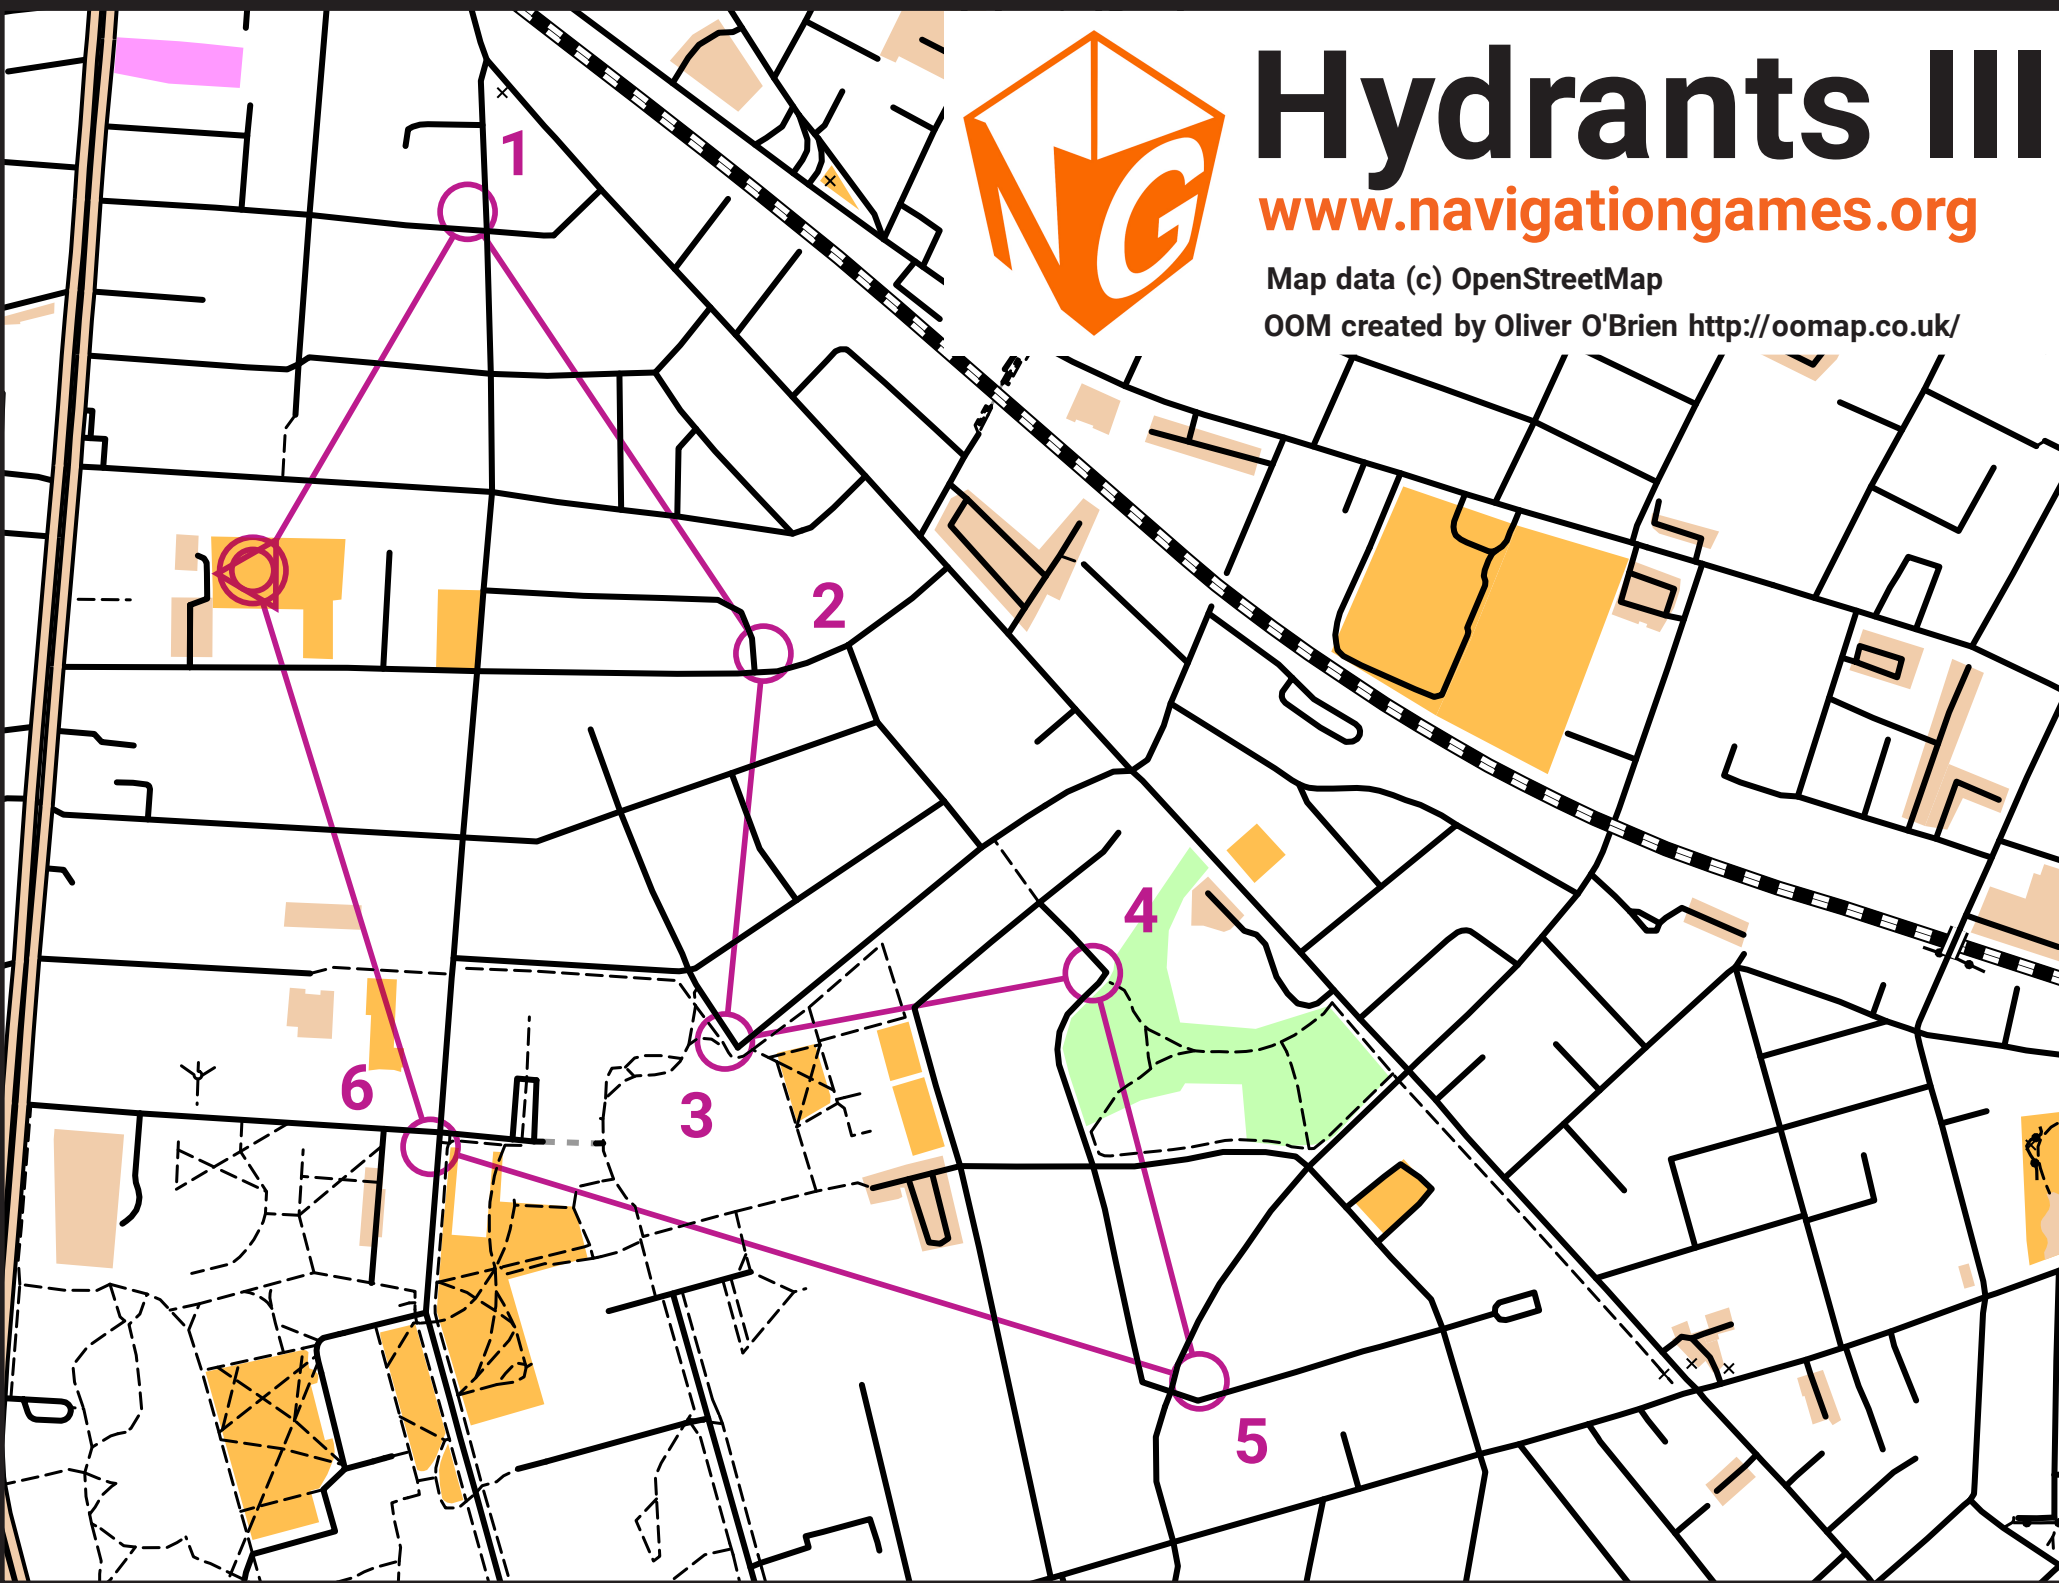 Hydrants III
www.navigationgames.org
Map data (c) OpenStreetMap
OOM created by Oliver O'Brien http://oomap.co.uk/
NG
1
2
4
6
3
5